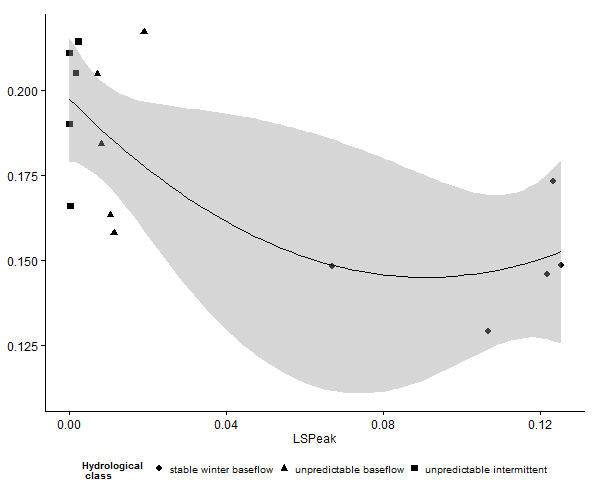 0.200
0.175
0.150
0.125
0.00 0.04 0.08 0.12
LSPeak
Hydrological
class
stable winter baseflow unpredictable baseflow unpredictable intermittent